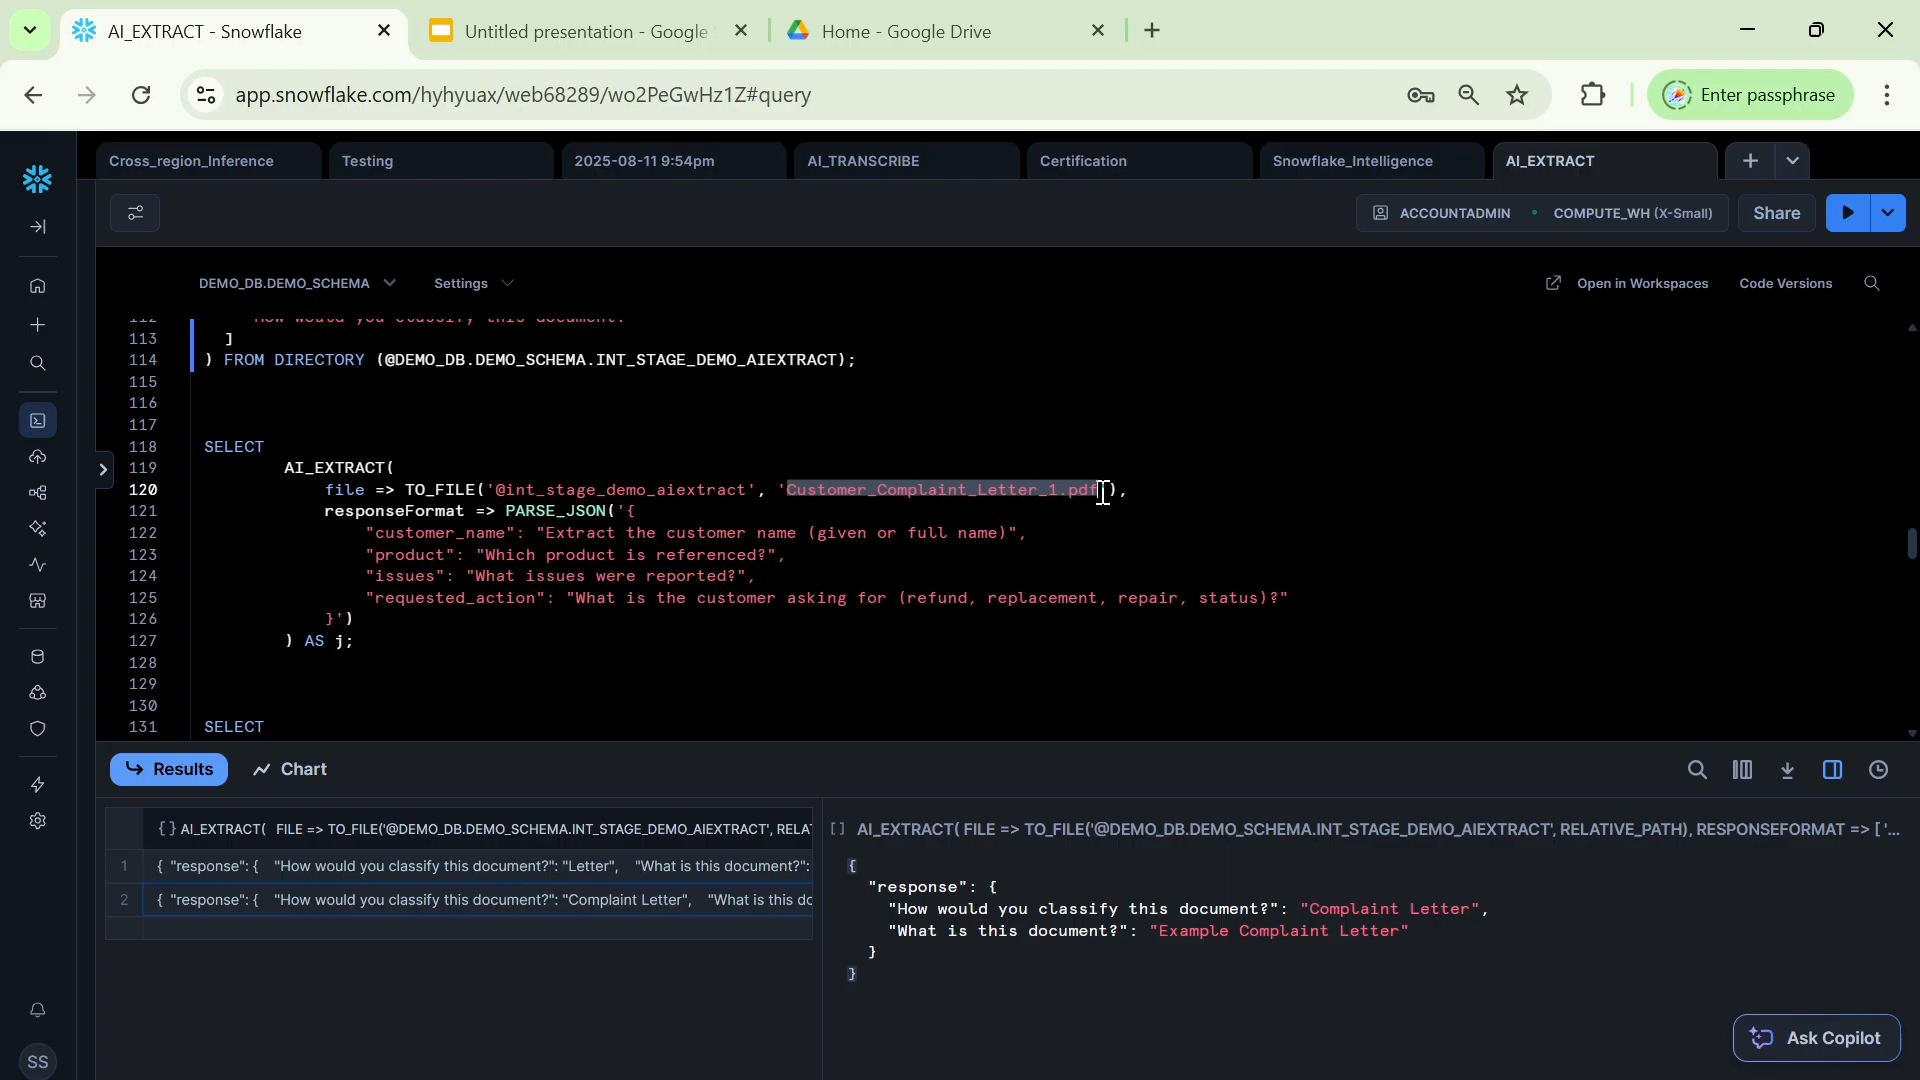 AI_EXTRACT - Snowflake
Untitled presentation - Google
Home - Google Drive
app.snowflake.com/hyhyuax/web68289/wo2PeGwHz1Z#query
Enter passphrase
Cross_region_Inference
Testing
2025-08-11 9:54pm
AI_TRANSCRIBE
Certification
Snowflake_Intelligence
AI_EXTRACT
ACCOUNTADMIN
COMPUTE_WH (X-Small)
Share
DEMO_DB.DEMO_SCHEMA
Settings
Open in Workspaces
Code Versions
113 ]
114 ) FROM DIRECTORY (@DEMO_DB.DEMO_SCHEMA.INT_STAGE_DEMO_AIEXTRACT);
115
116
117
118 SELECT
119 AI_EXTRACT(
120 file => TO_FILE('@int_stage_demo_aiextract', 'Customer_Complaint_Letter_1.pdf'),
121 responseFormat => PARSE_JSON('{
122 "customer_name": "Extract the customer name (given or full name)",
123 "product": "Which product is referenced?",
124 "issues": "What issues were reported?",
125 "requested_action": "What is the customer asking for (refund, replacement, repair, status)?"
126 }')
127 ) AS j;
128
129
130
131 SELECT
Results
Chart
{} AI_EXTRACT( FILE => TO_FILE('@DEMO_DB.DEMO_SCHEMA.INT_STAGE_DEMO_AIEXTRACT', RELA
1 { "response": { "How would you classify this document?": "Letter", "What is this document?":
2 { "response": { "How would you classify this document?": "Complaint Letter", "What is this do
[] AI_EXTRACT( FILE => TO_FILE('@DEMO_DB.DEMO_SCHEMA.INT_STAGE_DEMO_AIEXTRACT', RELATIVE_PATH), RESPONSEFORMAT => [ '...
{
"response": {
"How would you classify this document?": "Complaint Letter",
"What is this document?": "Example Complaint Letter"
}
}
Ask Copilot
SS